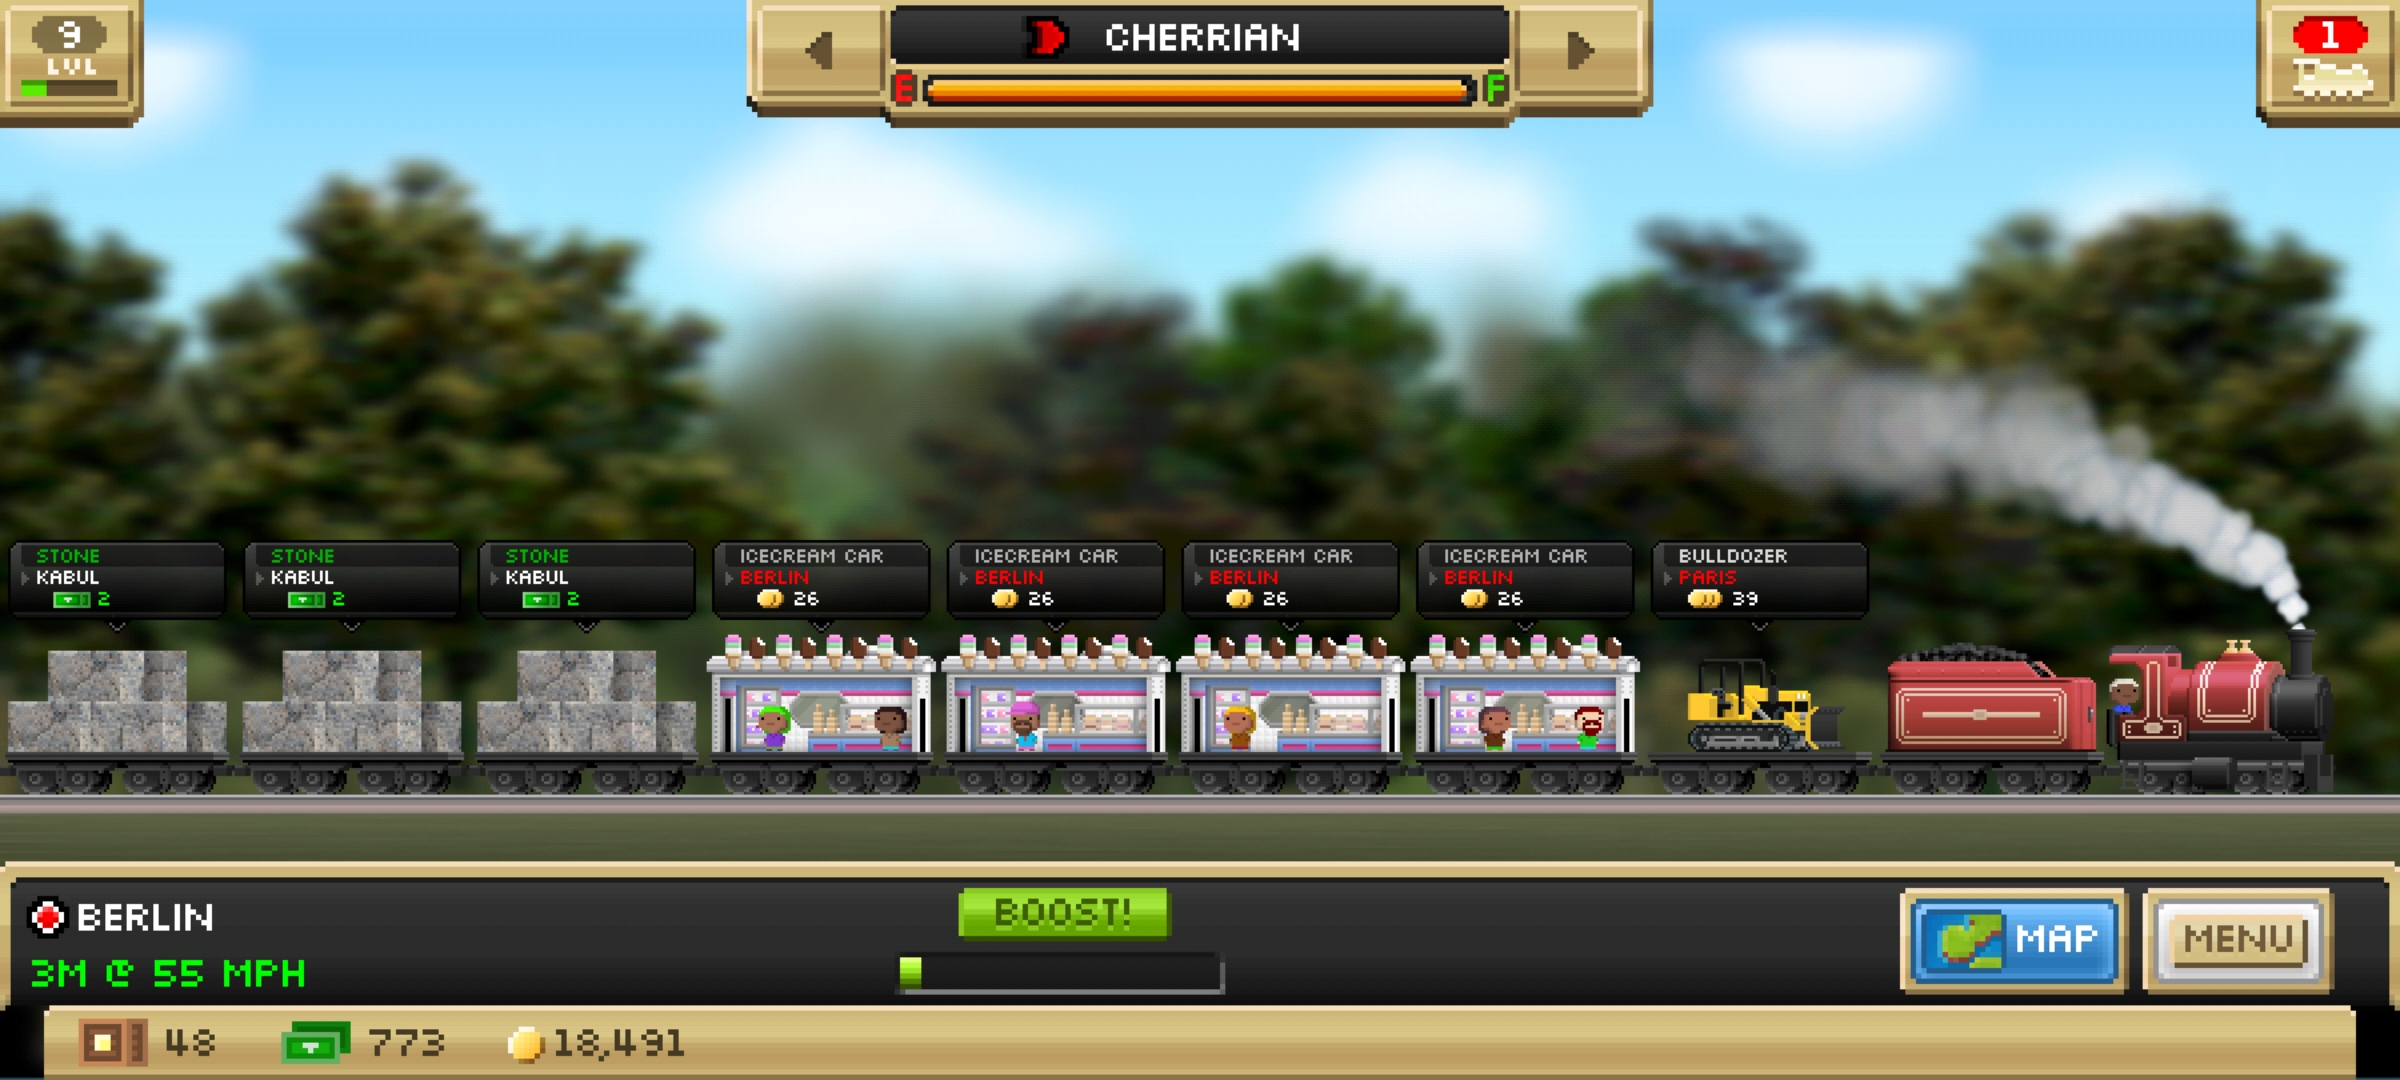 9
LVL
CHERRIAN
E F
1
STONE
KABUL
2
STONE
KABUL
2
STONE
KABUL
2
ICECREAM CAR
BERLIN
26
ICECREAM CAR
BERLIN
26
ICECREAM CAR
BERLIN
26
ICECREAM CAR
BERLIN
26
BULLDOZER
PARIS
39
BERLIN
3M @ 55 MPH
BOOST!
MAP
MENU
48
773
18,491